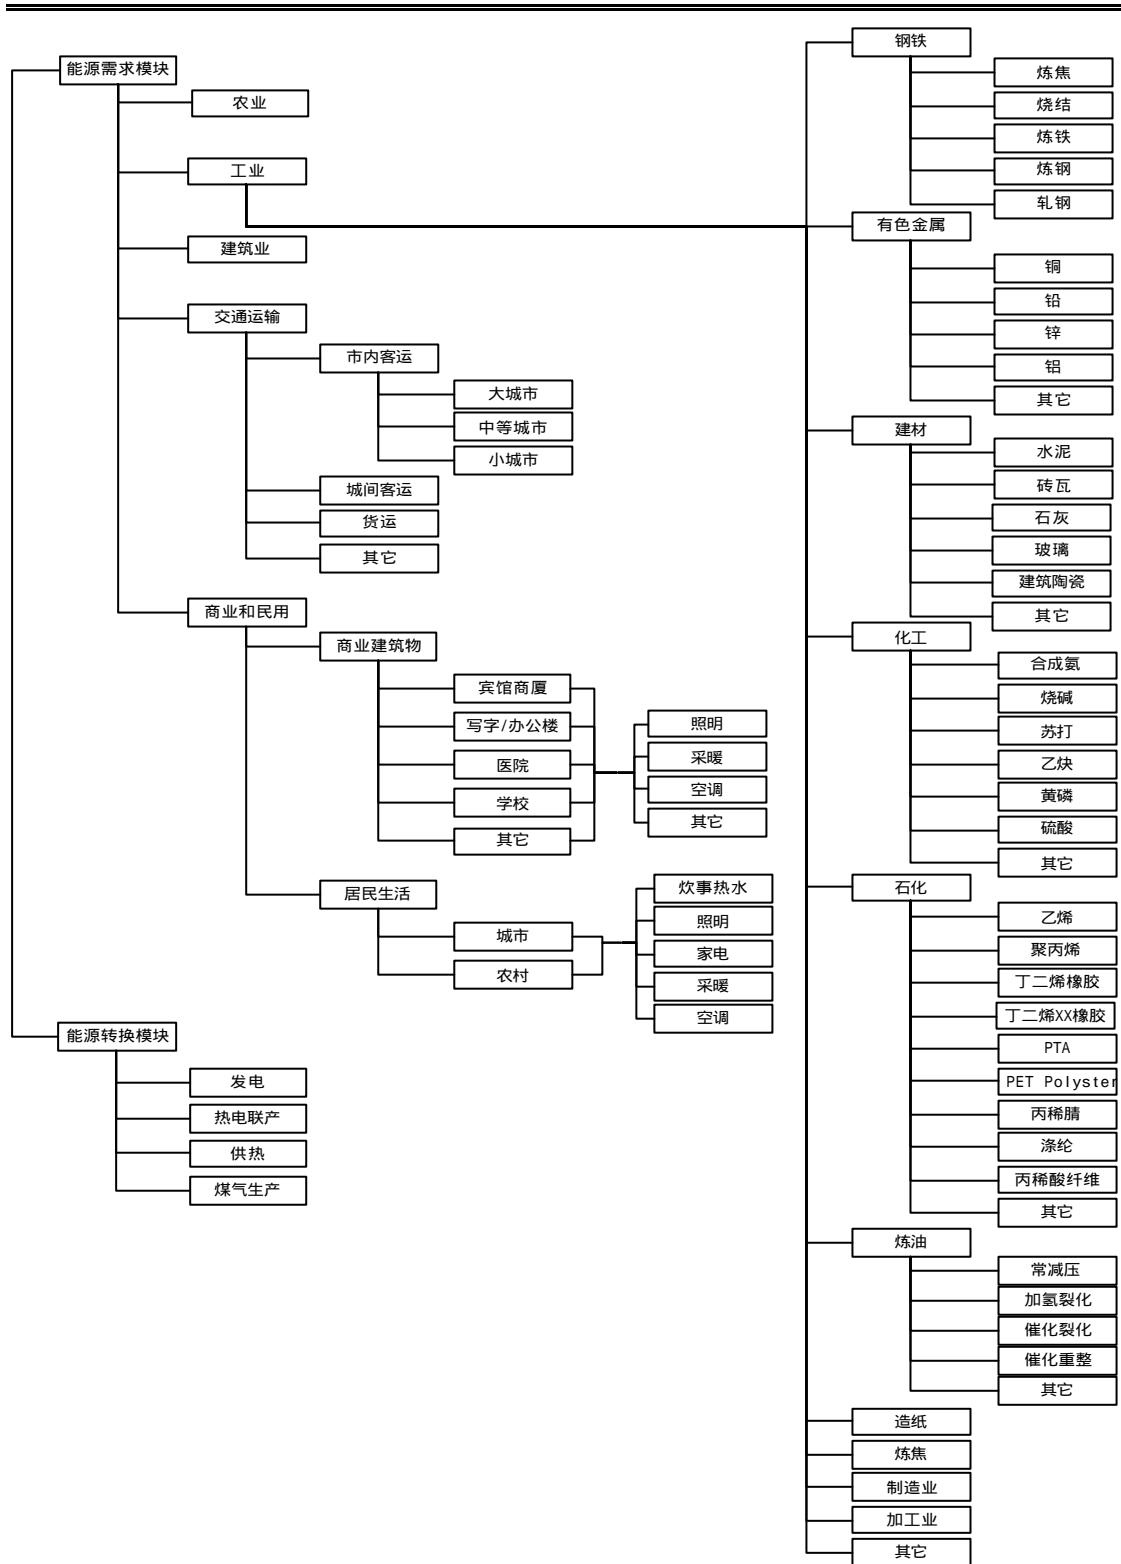 能源需求模块
农业
工业
建筑业
交通运输
市内客运
大城市
中等城市
小城市
城间客运
货运
其它
商业和民用
商业建筑物
宾馆商厦
写字/办公楼
医院
学校
其它
照明
采暖
空调
其它
居民生活
城市
农村
炊事热水
照明
家电
采暖
空调
能源转换模块
发电
热电联产
供热
煤气生产
钢铁
炼焦
烧结
炼铁
炼钢
轧钢
有色金属
铜
铅
锌
铝
其它
建材
水泥
砖瓦
石灰
玻璃
建筑陶瓷
其它
化工
合成氨
烧碱
苏打
乙炔
黄磷
硫酸
其它
石化
乙烯
聚丙烯
丁二烯橡胶
丁二烯XX橡胶
PTA
PET Polyster
丙稀腈
涤纶
丙稀酸纤维
其它
炼油
常减压
加氢裂化
催化裂化
催化重整
其它
造纸
炼焦
制造业
加工业
其它